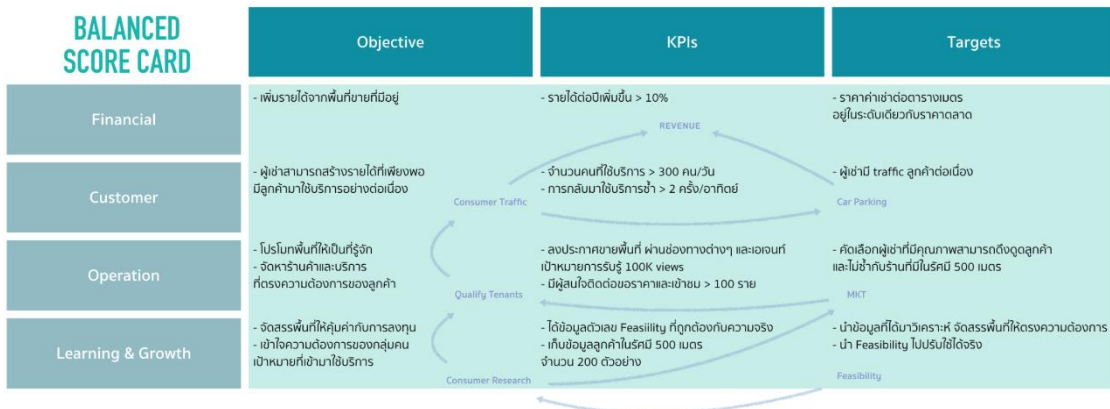 BALANCED
SCORE CARD
Objective
KPIs
Targets
Financial
- เพิ่มรายได้จากพื้นที่ขายที่มีอยู่
- รายได้ต่อปีเพิ่มขึ้น > 10%
REVENUE
- ราคาค่าเช่าต่อตารางเมตร
อยู่ในระดับเดียวกับราคาตลาด
Customer
- ผู้เช่าสามารถสร้างรายได้ที่เพียงพอ
มีลูกค้ามาใช้บริการอย่างต่อเนื่อง
Consumer Traffic
- จำนวนคนที่ใช้บริการ > 300 คน/วัน
- การกลับมาใช้บริการซ้ำ > 2 ครั้ง/อาทิตย์
- ผู้เช่ามี traffic ลูกค้าต่อเนื่อง
Car Parking
Operation
- โปรโมทพื้นที่ให้เป็นที่รู้จัก
- จัดหาร้านค้าและบริการ
ที่ตรงความต้องการของลูกค้า
Qualify Tenants
- ลงประกาศขายพื้นที่ ผ่านช่องทางต่างๆ และเอเจนท์
เป้าหมายการรับรู้ 100K views
- มีผู้สนใจติดต่อขอราคาและเข้าชม > 100 ราย
- คัดเลือกผู้เช่าที่มีคุณภาพสามารถดึงดูดลูกค้า
และไม่ซ้ำกับร้านที่มีในรัศมี 500 เมตร
MKT
Learning & Growth
- จัดสรรพื้นที่ให้คุ้มค่ากับการลงทุน
- เข้าใจความต้องการของกลุ่มคน
เป้าหมายที่เข้ามาใช้บริการ
Consumer Research
- ได้ข้อมูลตัวเลข Feasiility ที่ถูกต้องกับความจริง
- เก็บข้อมูลลูกค้าในรัศมี 500 เมตร
จำนวน 200 ตัวอย่าง
- นำข้อมูลที่ได้มาวิเคราะห์ จัดสรรพื้นที่ให้ตรงความต้องการ
- นำ Feasibility ไปปรับใช้ได้จริง
Feasibility